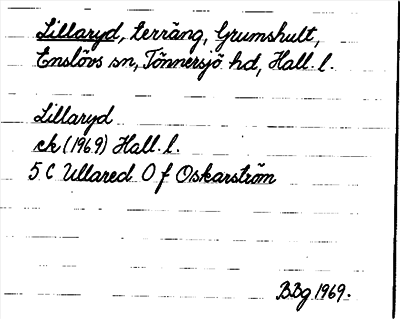 Lillaryd, terräng, Grumshult,
Enslövs sn, Tönnersjö hd, Hall. l.
Lillaryd
ek (1969) Hall. l.
5 C Ullared O f Oskarström
BBg 1969.